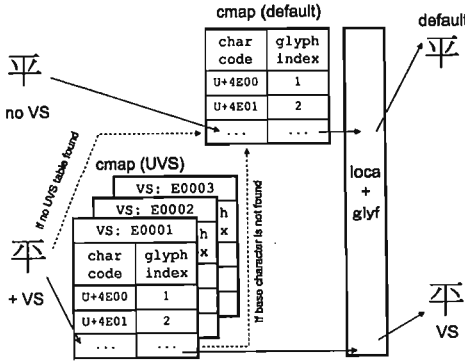 cmap (default)
char code
glyph index
U+4E00
1
U+4E01
2
...
...
平
no VS
default
平
If no UVS table found
cmap (UVS)
VS: E0003
VS: E0002
h
x
VS: E0001
h
x
char code
glyph index
U+4E00
1
U+4E01
2
...
...
If base character is not found
loca
+
glyf
平
+ VS
平
VS